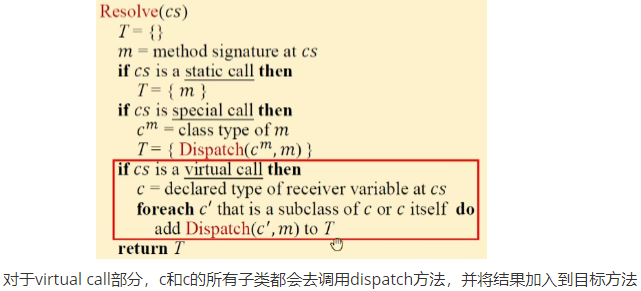 Resolve(cs)
T = {}
m = method signature at cs
if cs is a static call then
T = { m }
if cs is special call then
c^m = class type of m
T = { Dispatch(c^m, m) }
if cs is a virtual call then
c = declared type of receiver variable at cs
foreach c′ that is a subclass of c or c itself do
add Dispatch(c′, m) to T
return T
对于virtual call部分，c和c的所有子类都会去调用dispatch方法，并将结果加入到目标方法